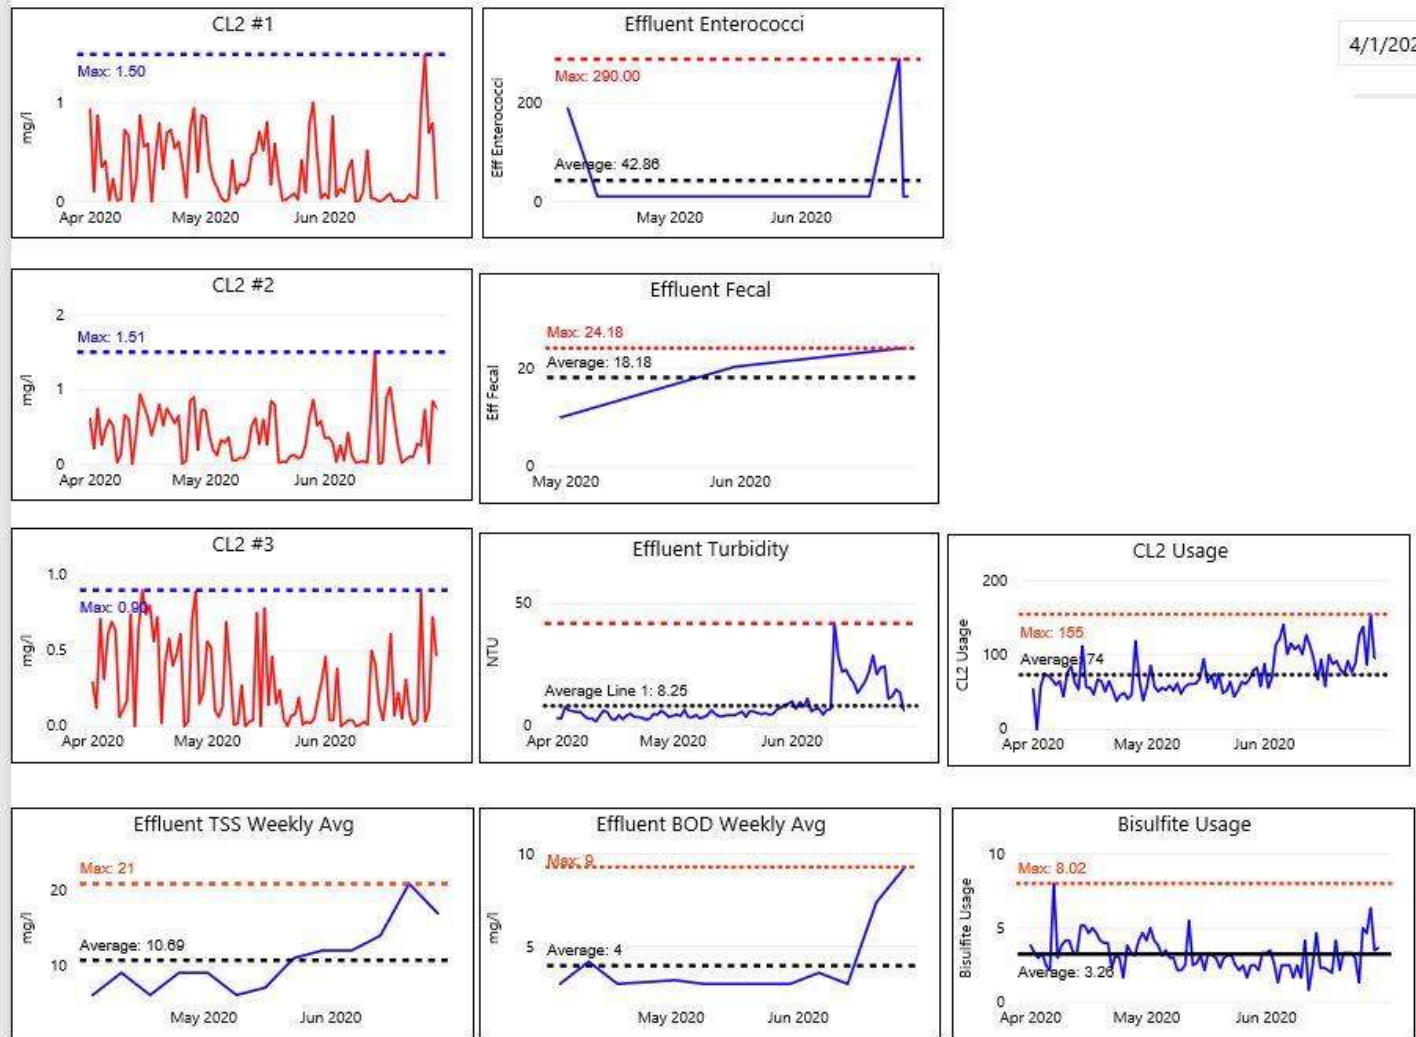 CL2 #1
Max: 1.50
1
0
mg/l
Apr 2020 May 2020 Jun 2020
Effluent Enterococci
Max: 290.00
200
Average: 42.86
0
Eff Enterococci
May 2020 Jun 2020
4/1/202
CL2 #2
2
Max: 1.51
1
0
mg/l
Apr 2020 May 2020 Jun 2020
Effluent Fecal
Max: 24.18
Average: 18.18
20
0
Eff Fecal
May 2020 Jun 2020
CL2 #3
1.0
Max: 0.90
0.5
0.0
mg/l
Apr 2020 May 2020 Jun 2020
Effluent Turbidity
50
NTU
Average Line 1: 8.25
0
Apr 2020 May 2020 Jun 2020
CL2 Usage
200
Max: 155
100
Average: 74
0
CL2 Usage
Apr 2020 May 2020 Jun 2020
Effluent TSS Weekly Avg
Max: 21
20
Average: 10.69
10
mg/l
May 2020 Jun 2020
Effluent BOD Weekly Avg
10
Max: 9
5
Average: 4
mg/l
May 2020 Jun 2020
Bisulfite Usage
10
Max: 8.02
5
Average: 3.26
0
Bisulfite Usage
Apr 2020 May 2020 Jun 2020